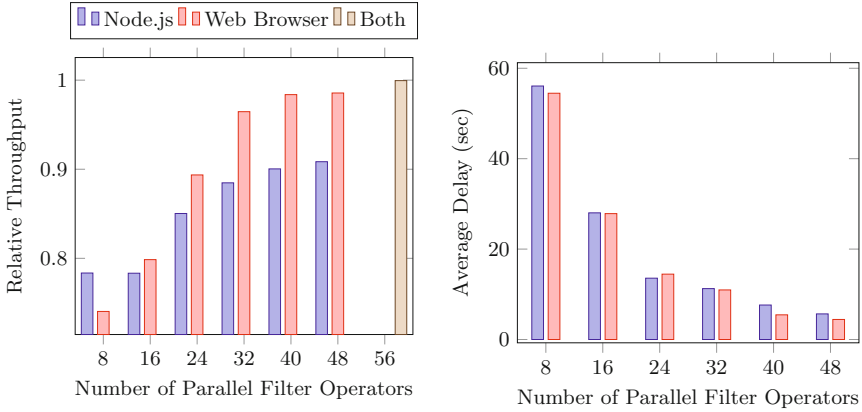 Node.js Web Browser Both
1
0.9
0.8
Relative Throughput
8 16 24 32 40 48 56
Number of Parallel Filter Operators
60
40
20
0
Average Delay (sec)
8 16 24 32 40 48
Number of Parallel Filter Operators